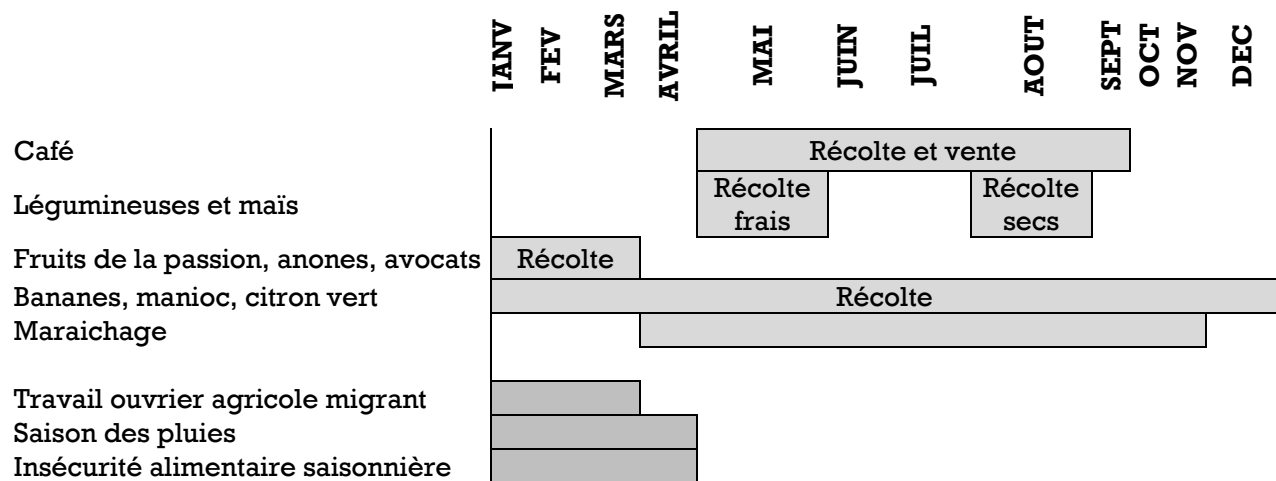 JANV FEV MARS AVRIL MAI JUIN JUIL AOUT SEPT OCT NOV DEC
Café
Récolte et vente
Légumineuses et maïs
Récolte
frais
Récolte
secs
Fruits de la passion, anones, avocats
Récolte
Bananes, manioc, citron vert
Récolte
Maraichage
Travail ouvrier agricole migrant
Saison des pluies
Insécurité alimentaire saisonnière